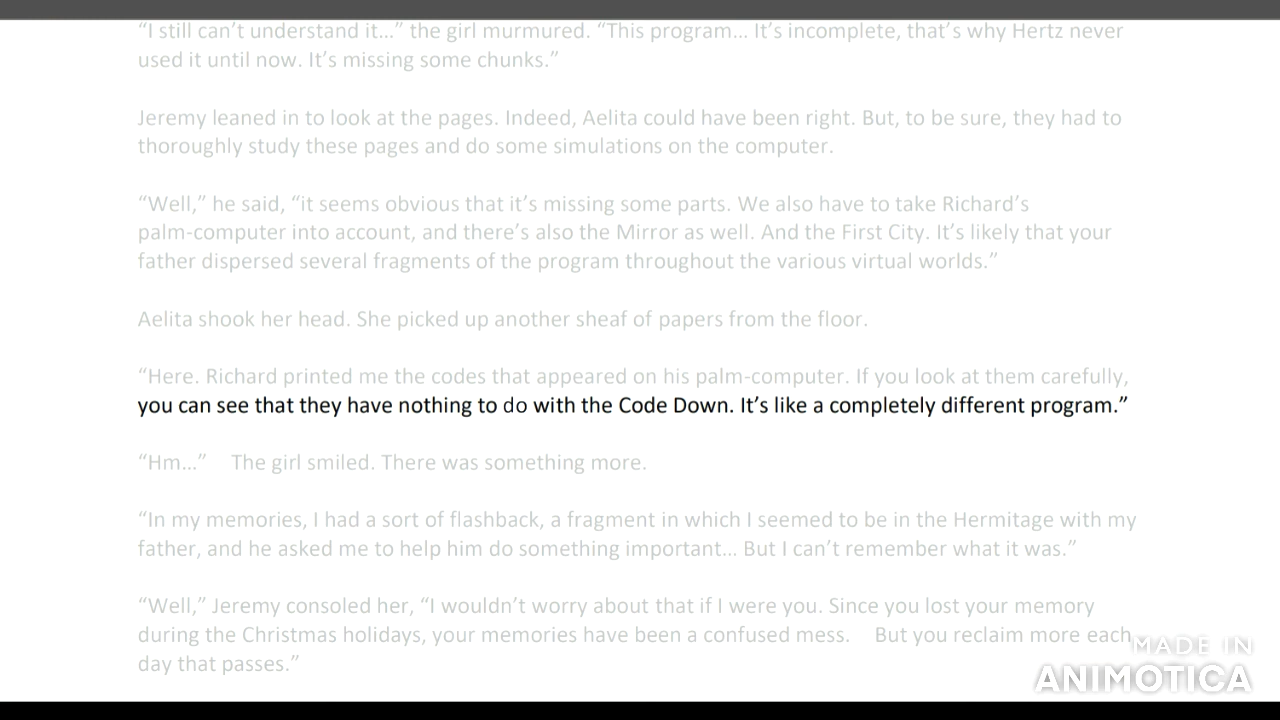 “I still can’t understand it…” the girl murmured. “This program… It’s incomplete, that’s why Hertz never
used it until now. It’s missing some chunks.”
Jeremy leaned in to look at the pages. Indeed, Aelita could have been right. But, to be sure, they had to
thoroughly study these pages and do some simulations on the computer.
“Well,” he said, “it seems obvious that it’s missing some parts. We also have to take Richard’s
palm-computer into account, and there’s also the Mirror as well. And the First City. It’s likely that your
father dispersed several fragments of the program throughout the various virtual worlds.”
Aelita shook her head. She picked up another sheaf of papers from the floor.
“Here. Richard printed me the codes that appeared on his palm-computer. If you look at them carefully,
you can see that they have nothing to do with the Code Down. It’s like a completely different program.”
“Hm…” The girl smiled. There was something more.
“In my memories, I had a sort of flashback, a fragment in which I seemed to be in the Hermitage with my
father, and he asked me to help him do something important… But I can’t remember what it was.”
“Well,” Jeremy consoled her, “I wouldn’t worry about that if I were you. Since you lost your memory
during the Christmas holidays, your memories have been a confused mess. But you reclaim more each
day that passes.”
MADE IN
ANIMOTICA